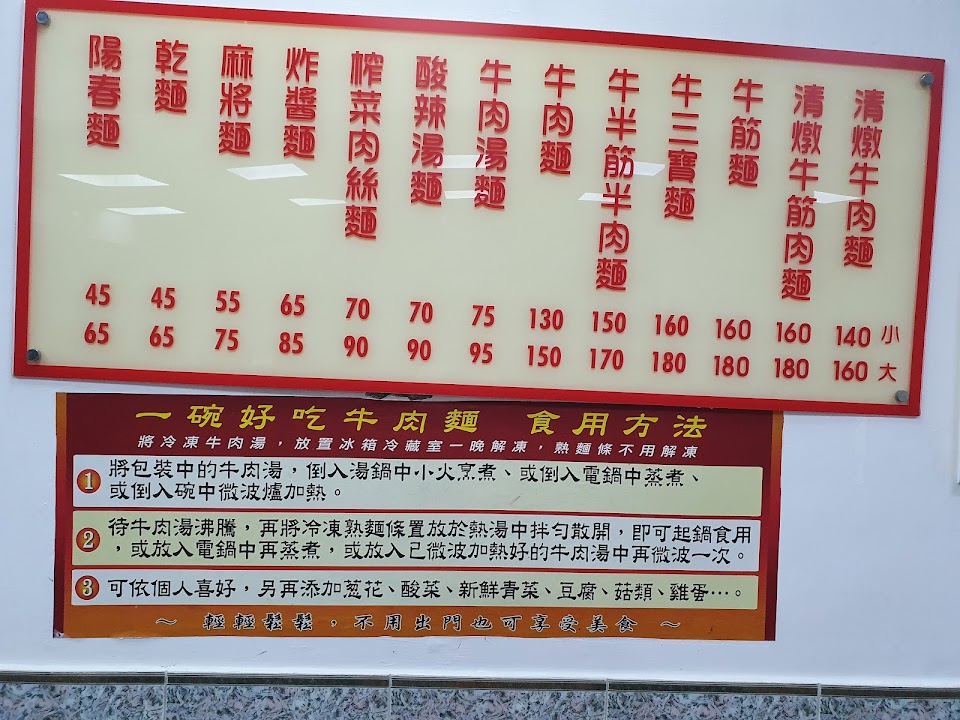 清燉牛肉麵 140 160
清燉牛筋肉麵 160 180
牛筋麵 160 180
牛三寶麵 160 180
牛半筋半肉麵 150 170
牛肉麵 130 150
牛肉湯麵 75 95
酸辣湯麵 70 90
榨菜肉絲麵 70 90
炸醬麵 65 85
麻將麵 55 75
乾麵 45 65
陽春麵 45 65
小
大
一碗好吃牛肉麵 食用方法
將冷凍牛肉湯，放置冰箱冷藏室一晚解凍，熟麵條不用解凍
1 將包裝中的牛肉湯，倒入湯鍋中小火烹煮、或倒入電鍋中蒸煮、
或倒入碗中微波爐加熱。
2 待牛肉湯沸騰，再將冷凍熟麵條置放於熱湯中拌勻散開，即可起鍋食用
，或放入電鍋中再蒸煮，或放入已微波加熱好的牛肉湯中再微波一次。
3 可依個人喜好，另再添加蔥花、酸菜、新鮮青菜、豆腐、菇類、雞蛋…。
～ 輕輕鬆鬆，不用出門也可享受美食 ～